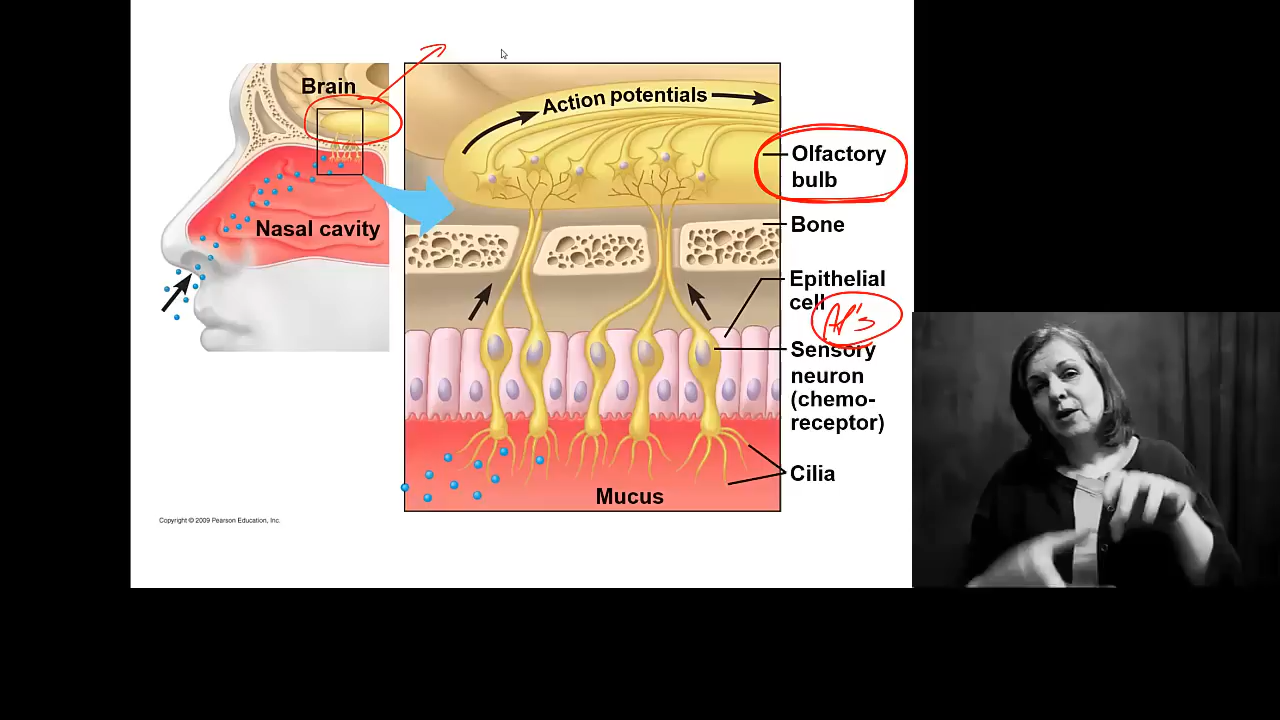 Brain
Nasal cavity
Action potentials
Olfactory
bulb
Bone
Epithelial
cell
AP's
Sensory
neuron
(chemo-
receptor)
Cilia
Mucus
Copyright © 2009 Pearson Education, Inc.